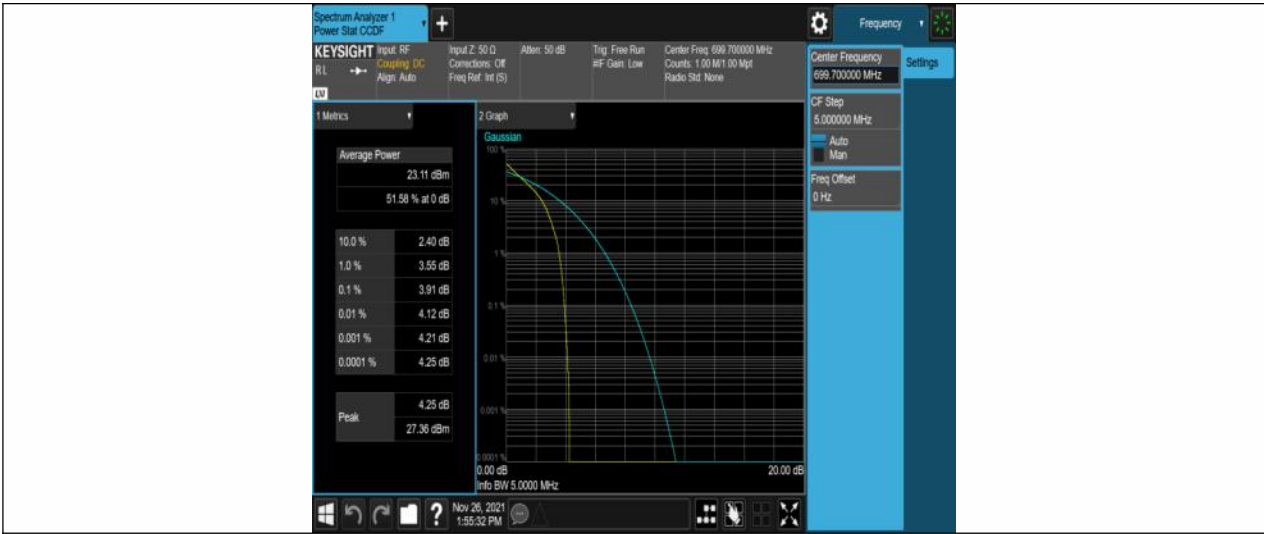 Spectrum Analyzer 1
Power Stat CCDF
Frequency
KEYSIGHT
Input: RF
Coupling: DC
Align: Auto
Input Z: 50 Ω
Corrections: Off
Freq Ref: Int (S)
Atten: 50 dB
Trig: Free Run
#IF Gain: Low
Center Freq: 699.700000 MHz
Counts: 1.00 M/1.00 Mpt
Radio Std: None
R L
LV
Center Frequency
699.700000 MHz
Settings
CF Step
5.000000 MHz
Auto
Man
Freq Offset
0 Hz
1 Metrics
Average Power
23.11 dBm
51.58 % at 0 dB
10.0 % 2.40 dB
1.0 % 3.55 dB
0.1 % 3.91 dB
0.01 % 4.12 dB
0.001 % 4.21 dB
0.0001 % 4.25 dB
Peak
4.25 dB
27.36 dBm
2 Graph
Gaussian
100 %
10 %
1 %
0.1 %
0.01 %
0.001 %
0.0001 %
0.00 dB
20.00 dB
Info BW 5.0000 MHz
?
Nov 26, 2021
1:55:32 PM